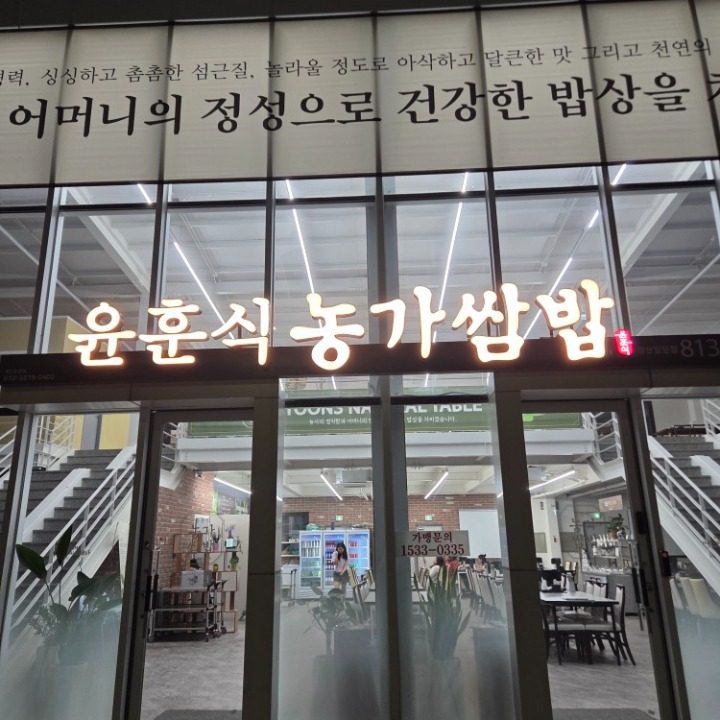 력, 싱싱하고 촘촘한 섬근질, 놀라울 정도로 아삭하고 달큰한 맛 그리고 천연의
어머니의 정성으로 건강한 밥상을
윤훈식 농가쌈밥
813
YOONS NATURAL TABLE
가맹문의
1533-0335